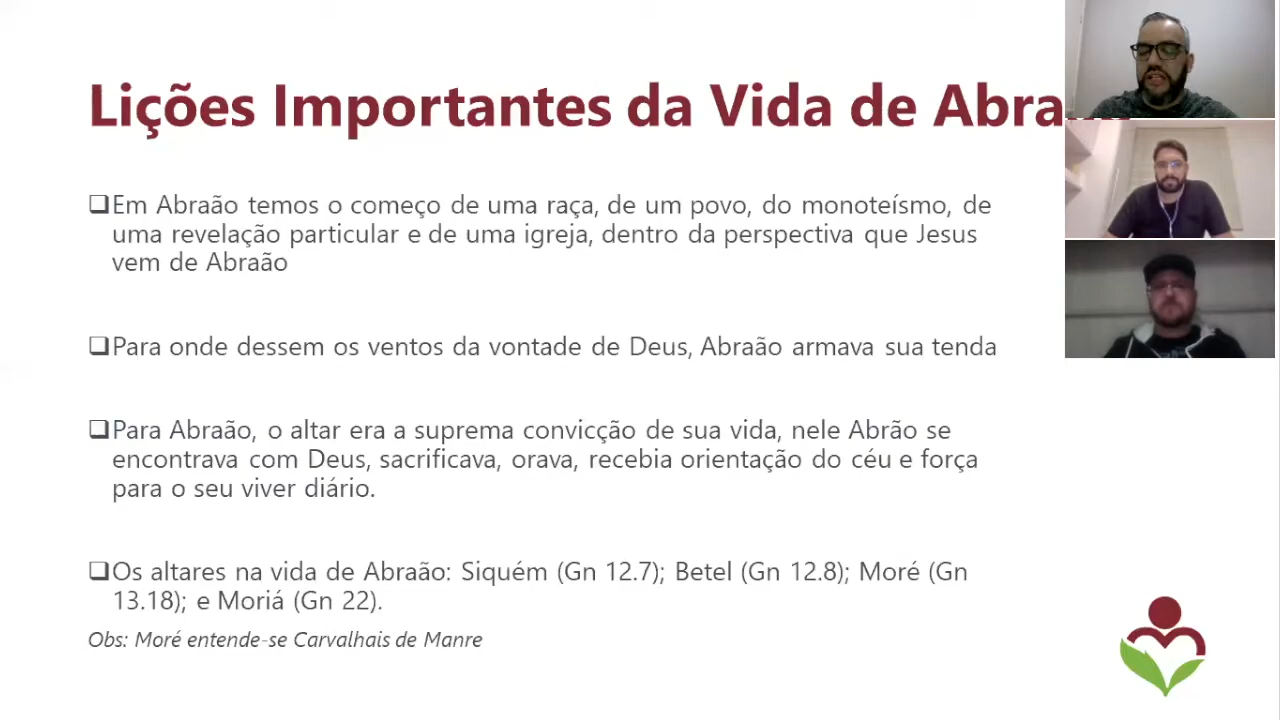 Lições Importantes da Vida de Abra
❑Em Abraão temos o começo de uma raça, de um povo, do monoteísmo, de
uma revelação particular e de uma igreja, dentro da perspectiva que Jesus
vem de Abraão
❑Para onde dessem os ventos da vontade de Deus, Abraão armava sua tenda
❑Para Abraão, o altar era a suprema convicção de sua vida, nele Abrão se
encontrava com Deus, sacrificava, orava, recebia orientação do céu e força
para o seu viver diário.
❑Os altares na vida de Abraão: Siquém (Gn 12.7); Betel (Gn 12.8); Moré (Gn
13.18); e Moriá (Gn 22).
Obs: Moré entende-se Carvalhais de Manre